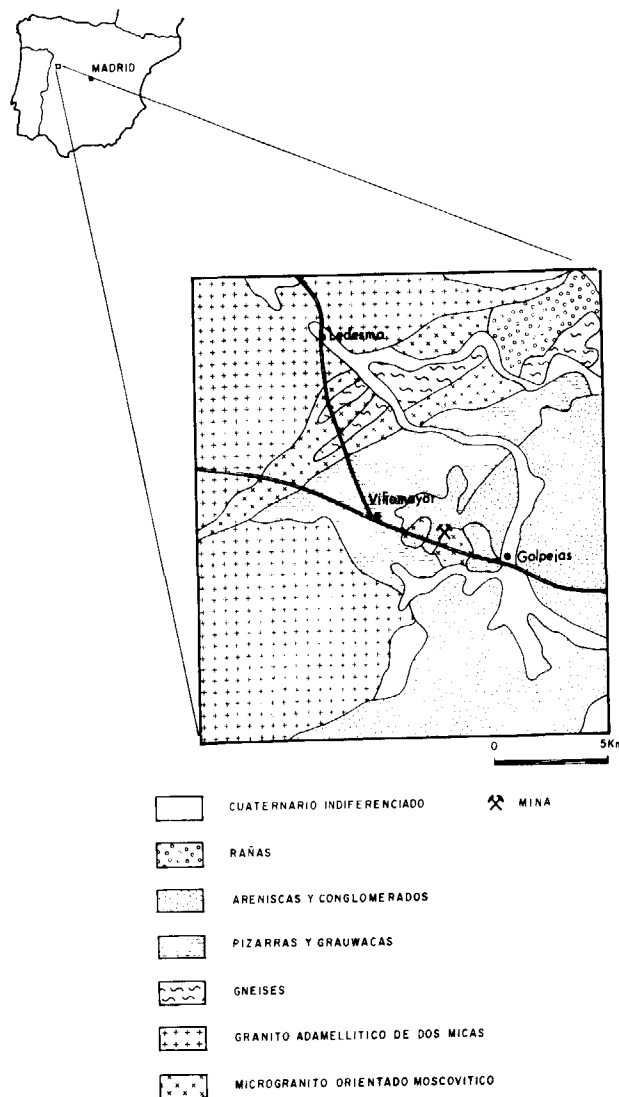 MADRID
Ledesma.
Villamayor
Golpejas
0 5Km
CUATERNARIO INDIFERENCIADO
MINA
RAÑAS
ARENISCAS Y CONGLOMERADOS
PIZARRAS Y GRAUWACAS
GNEISES
GRANITO ADAMELLITICO DE DOS MICAS
MICROGRANITO ORIENTADO MOSCOVITICO